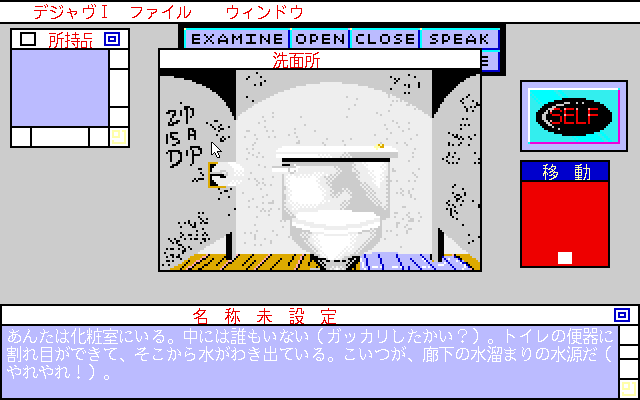 デジャヴⅠ ファイル ウィンドウ
所持品
EXAMINE OPEN CLOSE SPEAK
E
洗面所
ZIP
IS
A
DIP
SELF
移 動
名 称 未 設 定
あんたは化粧室にいる。中には誰もいない(ガッカリしたかい?)。トイレの便器に
割れ目ができて、そこから水がわき出ている。こいつが、廊下の水溜まりの水源だ(
やれやれ!)。